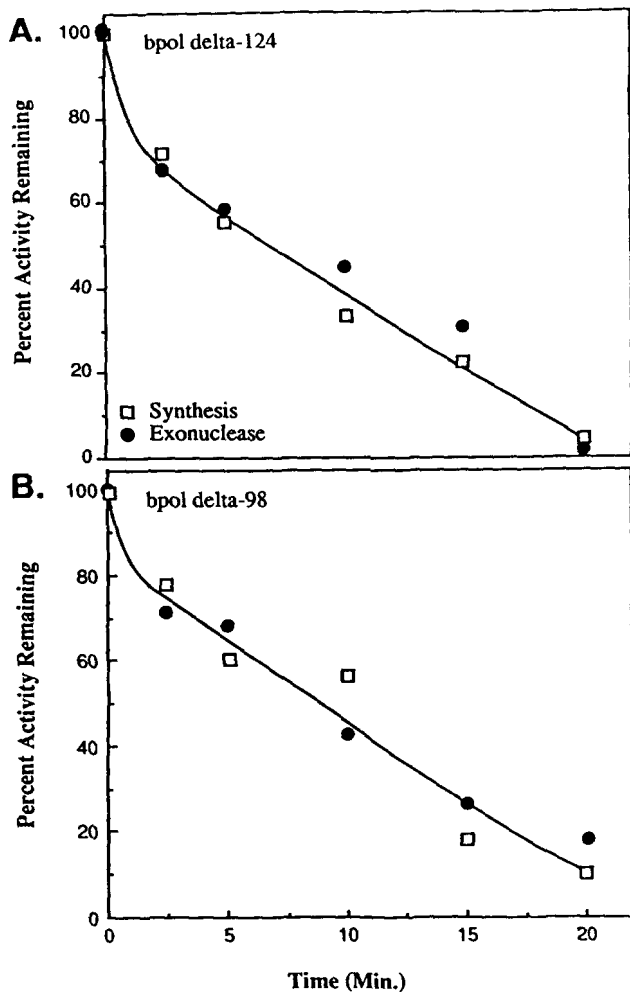 A.
bpol delta-124
Percent Activity Remaining
100
80
60
40
20
0
Synthesis
Exonuclease
B.
bpol delta-98
Percent Activity Remaining
100
80
60
40
20
0
0
5
10
15
20
Time (Min.)